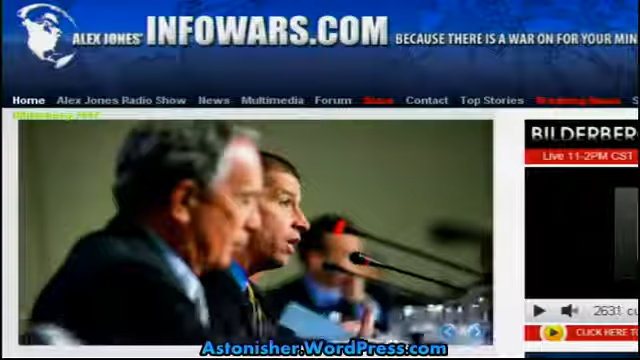 ALEX JONES' INFOWARS.COM BECAUSE THERE IS A WAR ON FOR YOUR MIN
Home Alex Jones Radio Show News Multimedia Forum Store Contact Top Stories Breaking News S
BILDERBER
Live 11-2PM CST
2631 cu
CLICK HERE T
Astonisher.WordPress.com